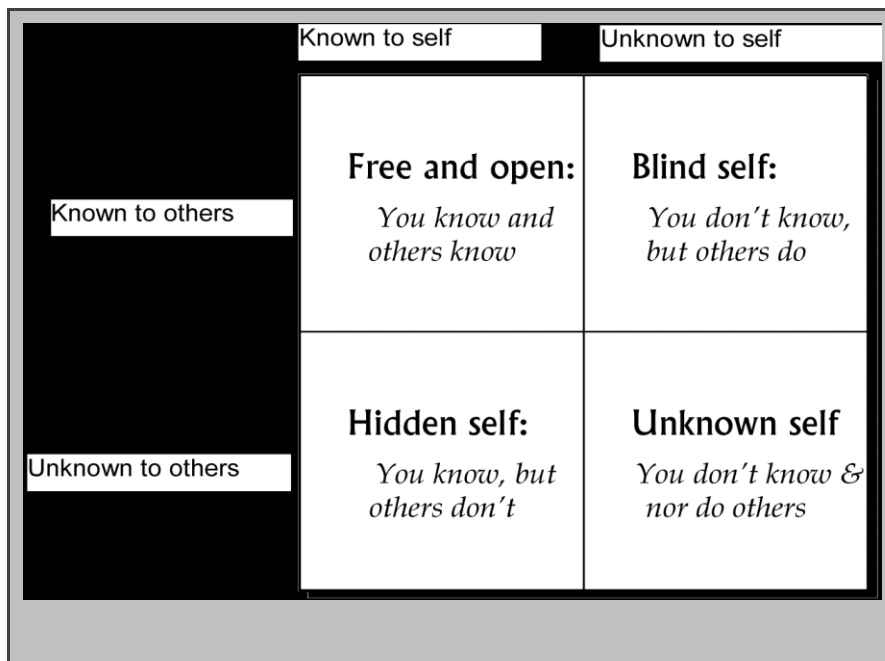 Known to self
Unknown to self
Known to others
Free and open:
You know and
others know
Blind self:
You don't know,
but others do
Unknown to others
Hidden self:
You know, but
others don't
Unknown self
You don't know &
nor do others